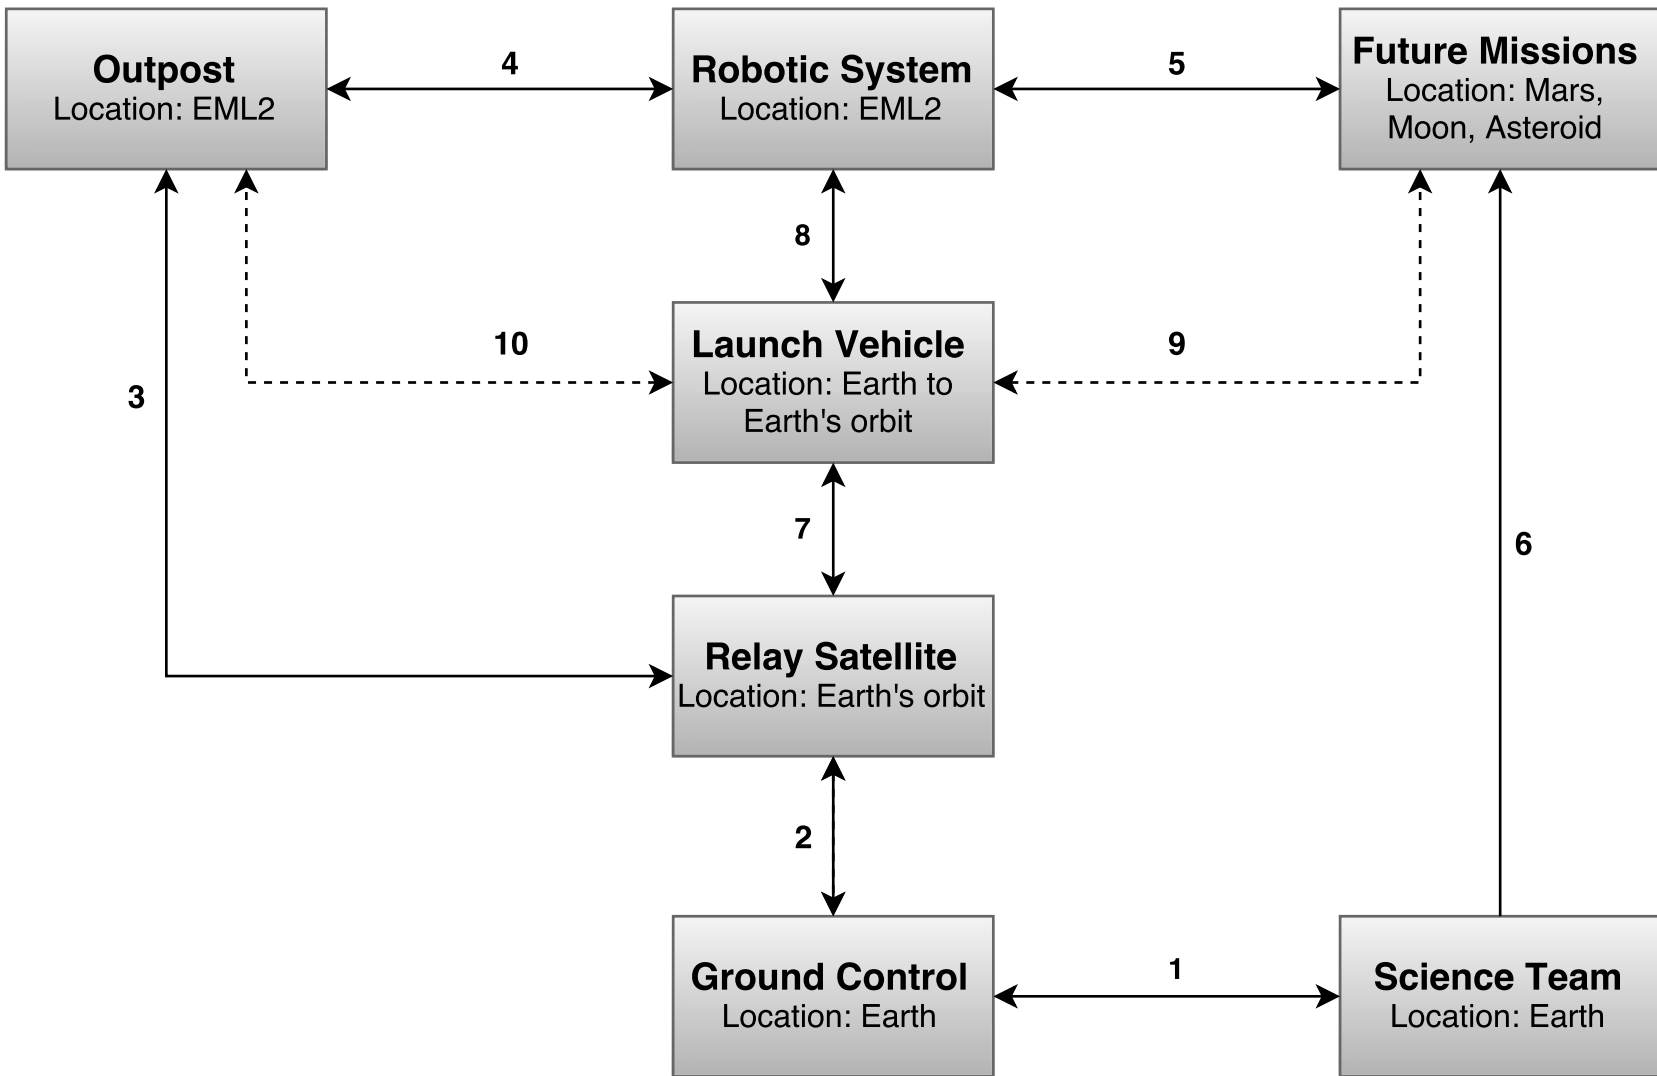 Outpost
Location: EML2
4
Robotic System
Location: EML2
5
Future Missions
Location: Mars,
Moon, Asteroid
8
10
Launch Vehicle
Location: Earth to
Earth's orbit
9
3
7
6
Relay Satellite
Location: Earth's orbit
2
Ground Control
Location: Earth
1
Science Team
Location: Earth